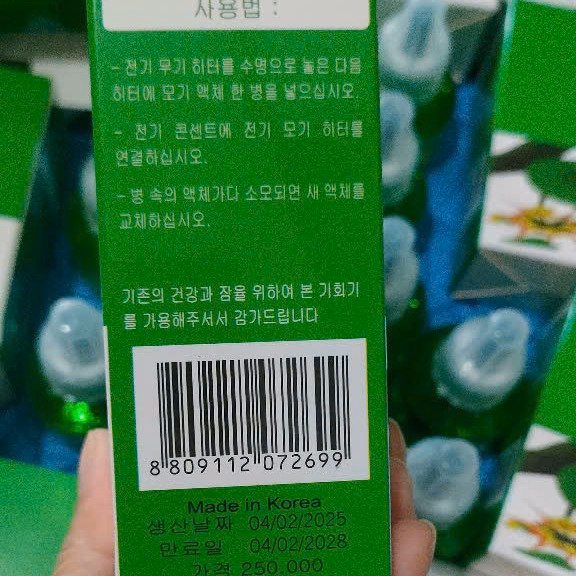 사용법 :
- 전기 무기 히터를 수명으로 놓은 다음
히터에 모기 액체 한 병을 넣으십시오.
- 전기 콘센트에 전기 모기 히터를
연결하십시오.
- 병 속의 액체가다 소모되면 새 액체를
교체하십시오.
기존의 건강과 잠을 위하여 본 기회기
를 가용해주서서 감가드립니다
8 809112 072699
Made in Korea
생산날짜 04/02/2025
만료일 : 04/02/2028
가격 250.000